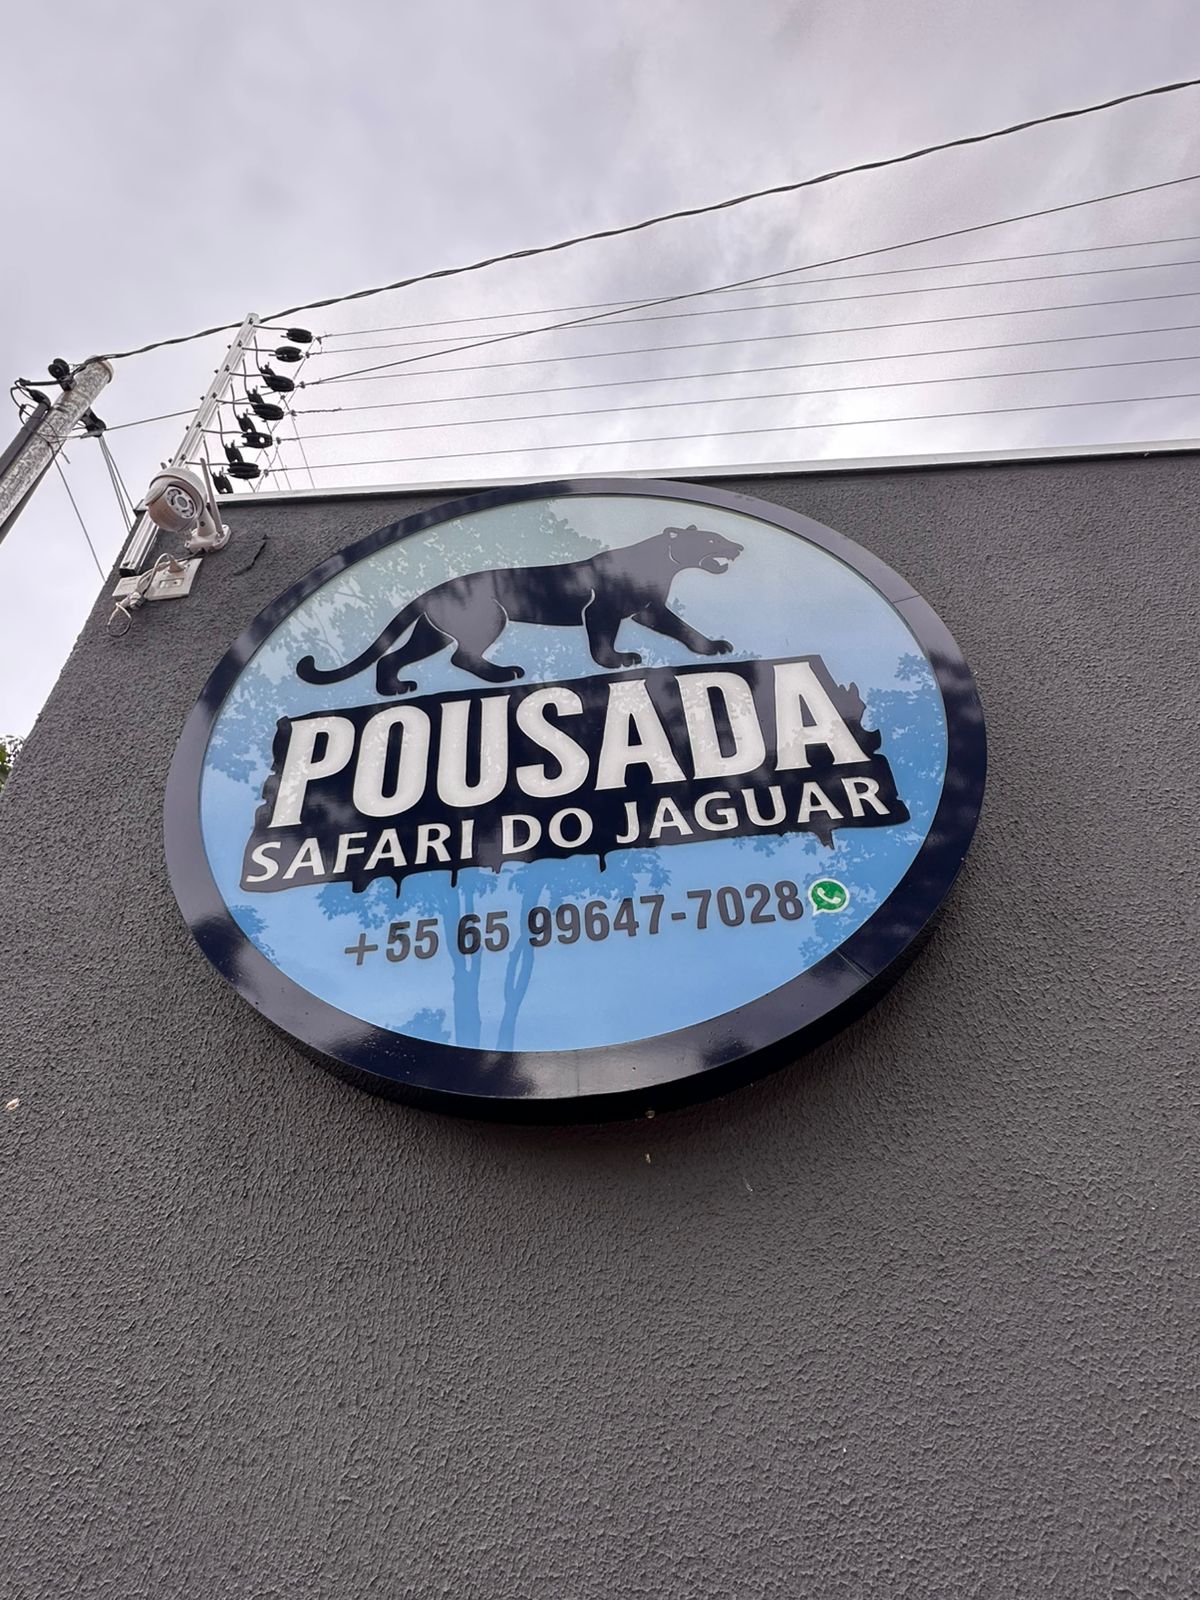 POUSADA
SAFARI DO JAGUAR
+55 65 99647-7028